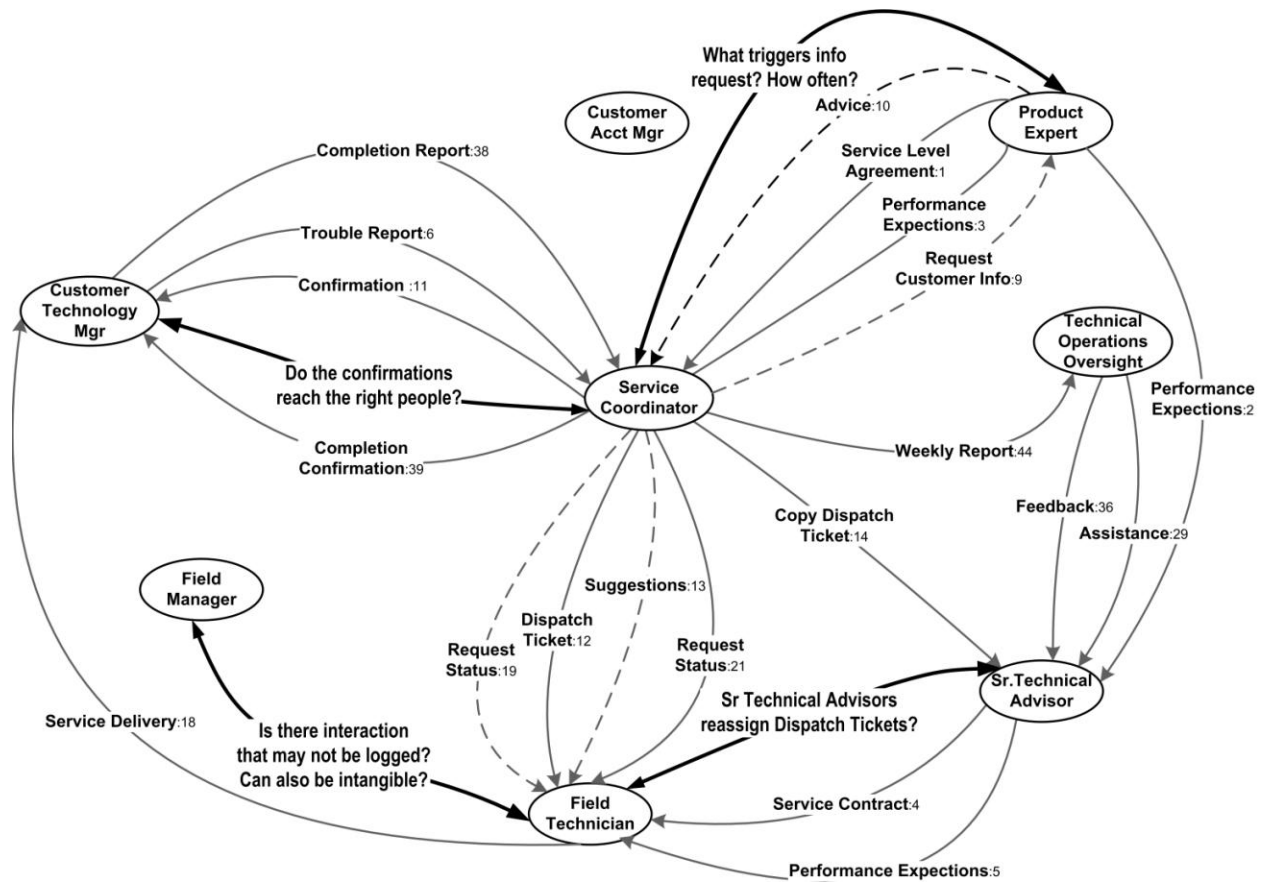 What triggers info
request? How often?
Customer
Acct Mgr
Advice:10
Product
Expert
Completion Report:38
Service Level
Agreement:1
Performance
Expections:3
Trouble Report:6
Request
Customer Info:9
Confirmation :11
Customer
Technology
Mgr
Technical
Operations
Oversight
Do the confirmations
reach the right people?
Service
Coordinator
Performance
Expections:2
Completion
Confirmation:39
Weekly Report:44
Copy Dispatch
Ticket:14
Feedback:36
Assistance:29
Field
Manager
Suggestions:13
Dispatch
Ticket:12
Request
Status:19
Request
Status:21
Sr.Technical
Advisor
Service Delivery:18
Is there interaction
that may not be logged?
Can also be intangible?
Sr Technical Advisors
reassign Dispatch Tickets?
Field
Technician
Service Contract:4
Performance Expections:5